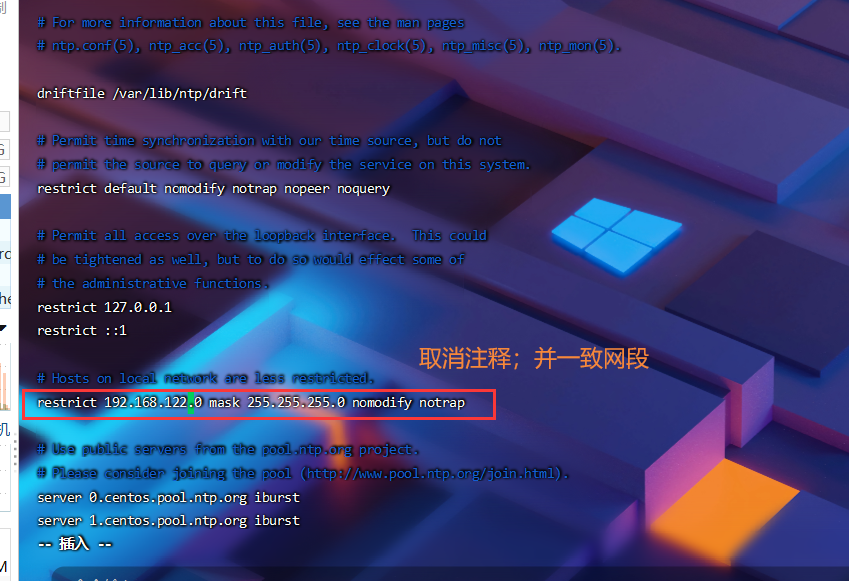 # For more information about this file, see the man pages
# ntp.conf(5), ntp_acc(5), ntp_auth(5), ntp_clock(5), ntp_misc(5), ntp_mon(5).
driftfile /var/lib/ntp/drift
# Permit time synchronization with our time source, but do not
# permit the source to query or modify the service on this system.
restrict default nomodify notrap nopeer noquery
# Permit all access over the loopback interface.  This could
# be tightened as well, but to do so would effect some of
# the administrative functions.
restrict 127.0.0.1
restrict ::1
取消注释；并一致网段
# Hosts on local network are less restricted.
restrict 192.168.122.0 mask 255.255.255.0 nomodify notrap
# Use public servers from the pool.ntp.org project.
# Please consider joining the pool (http://www.pool.ntp.org/join.html).
server 0.centos.pool.ntp.org iburst
server 1.centos.pool.ntp.org iburst
-- 插入 --